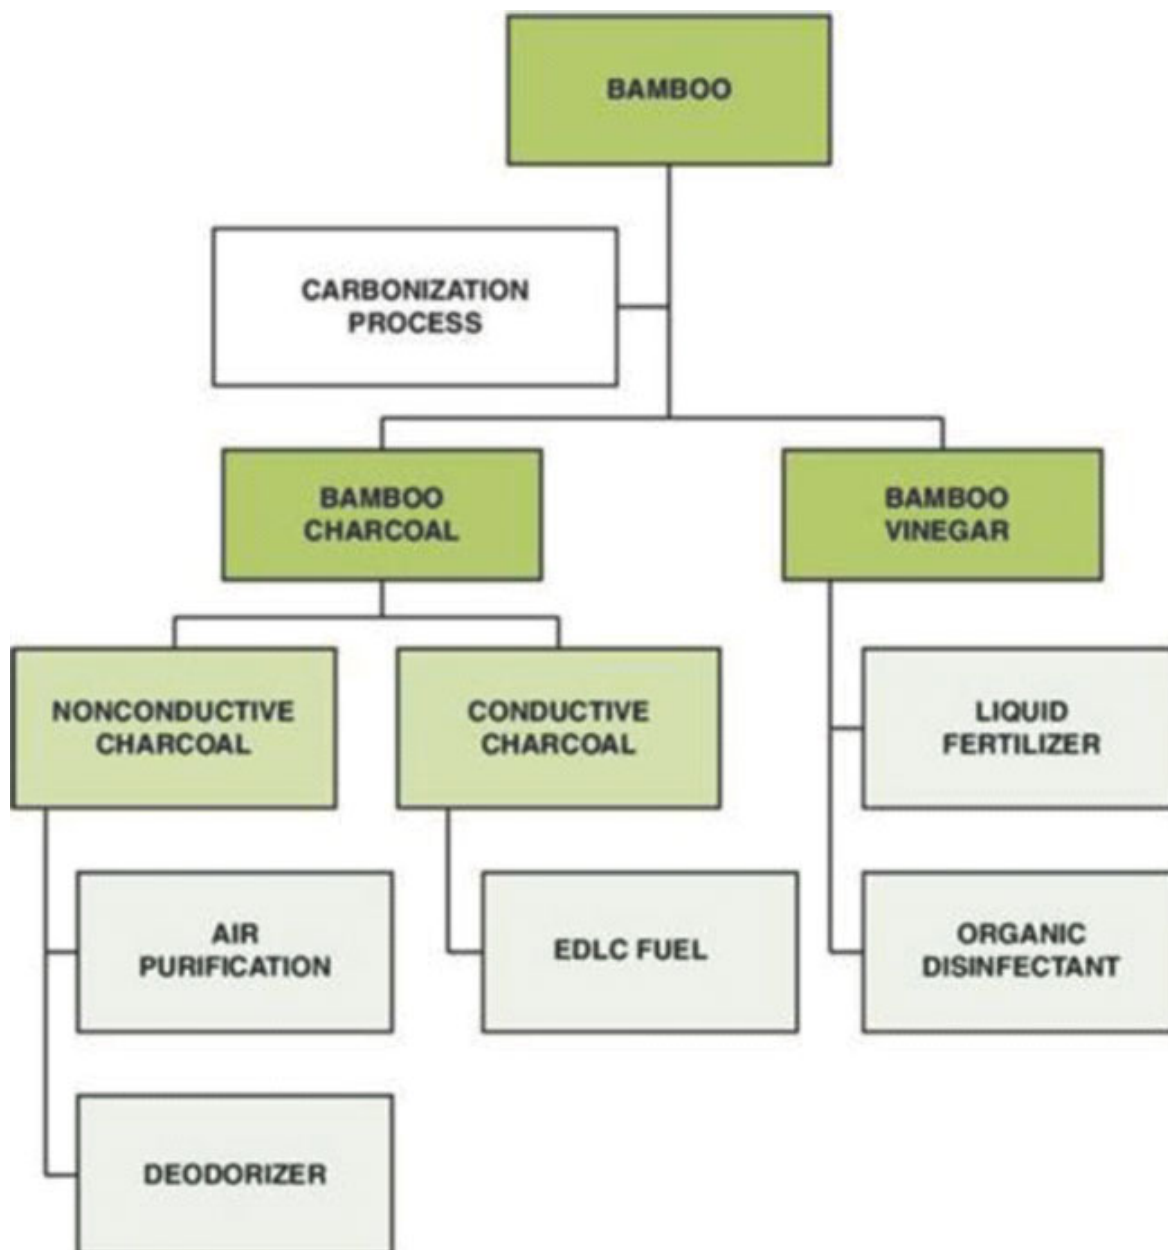 BAMBOO
CARBONIZATION
PROCESS
BAMBOO
CHARCOAL
BAMBOO
VINEGAR
NONCONDUCTIVE
CHARCOAL
CONDUCTIVE
CHARCOAL
LIQUID
FERTILIZER
AIR
PURIFICATION
EDLC FUEL
ORGANIC
DISINFECTANT
DEODORIZER